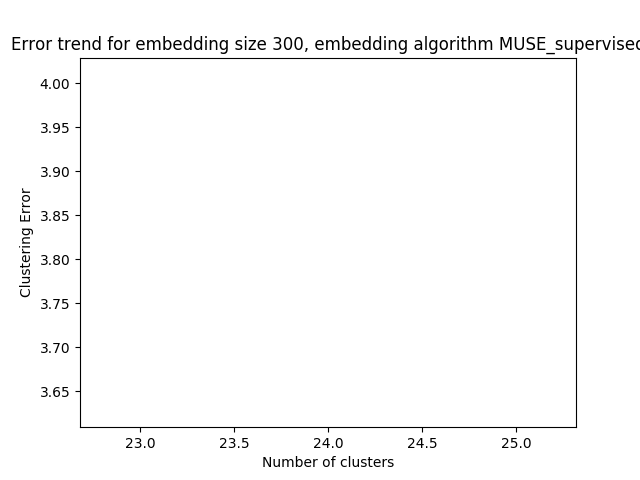 Error trend for embedding size 300, embedding algorithm MUSE_supervised
4.00
3.95
3.90
3.85
3.80
3.75
3.70
3.65
Clustering Error
23.0 23.5 24.0 24.5 25.0
Number of clusters